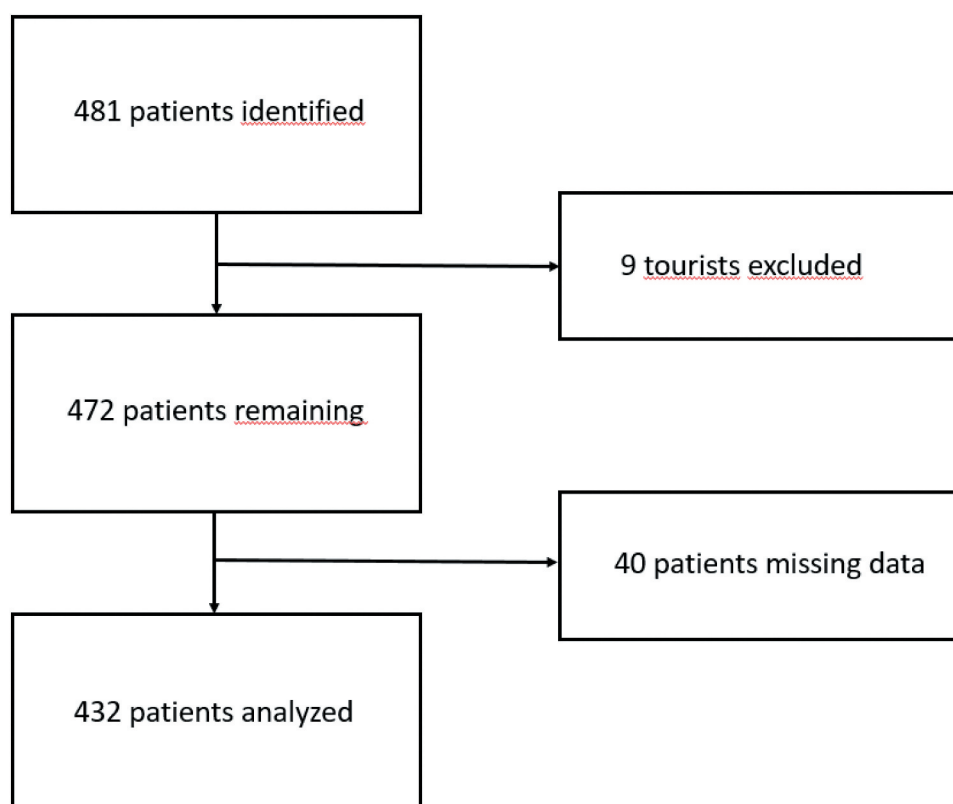 481 patients identified
9 tourists excluded
472 patients remaining
40 patients missing data
432 patients analyzed